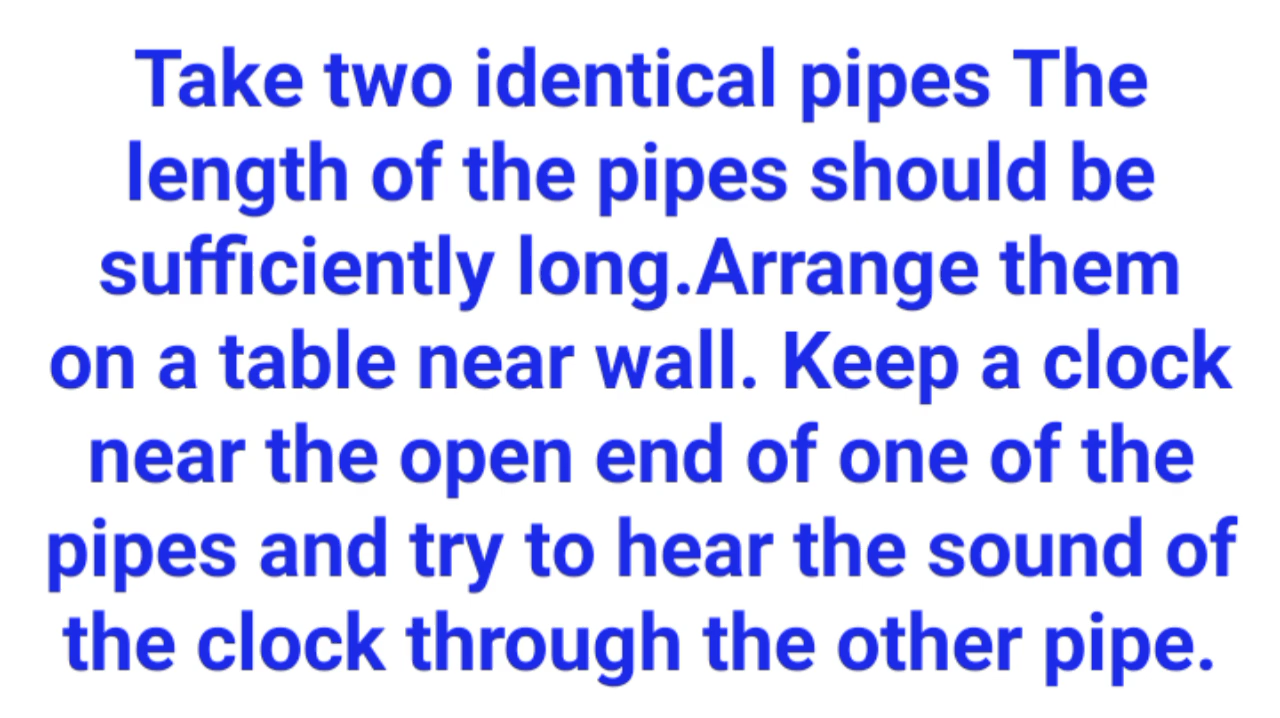 Take two identical pipes The
length of the pipes should be
sufficiently long.Arrange them
on a table near wall. Keep a clock
near the open end of one of the
pipes and try to hear the sound of
the clock through the other pipe.